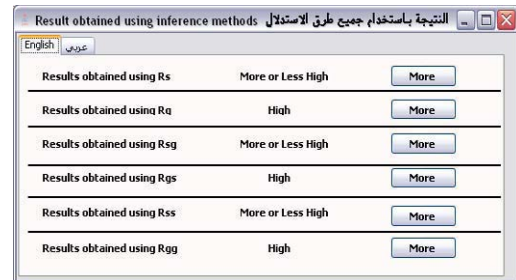 Result obtained using inference methods النتيجة باستخدام جميع طرق الاستدلال
English عربي
Results obtained using Rs More or Less High More
Results obtained using Rg High More
Results obtained using Rsg More or Less High More
Results obtained using Rgs High More
Results obtained using Rss More or Less High More
Results obtained using Rgg High More